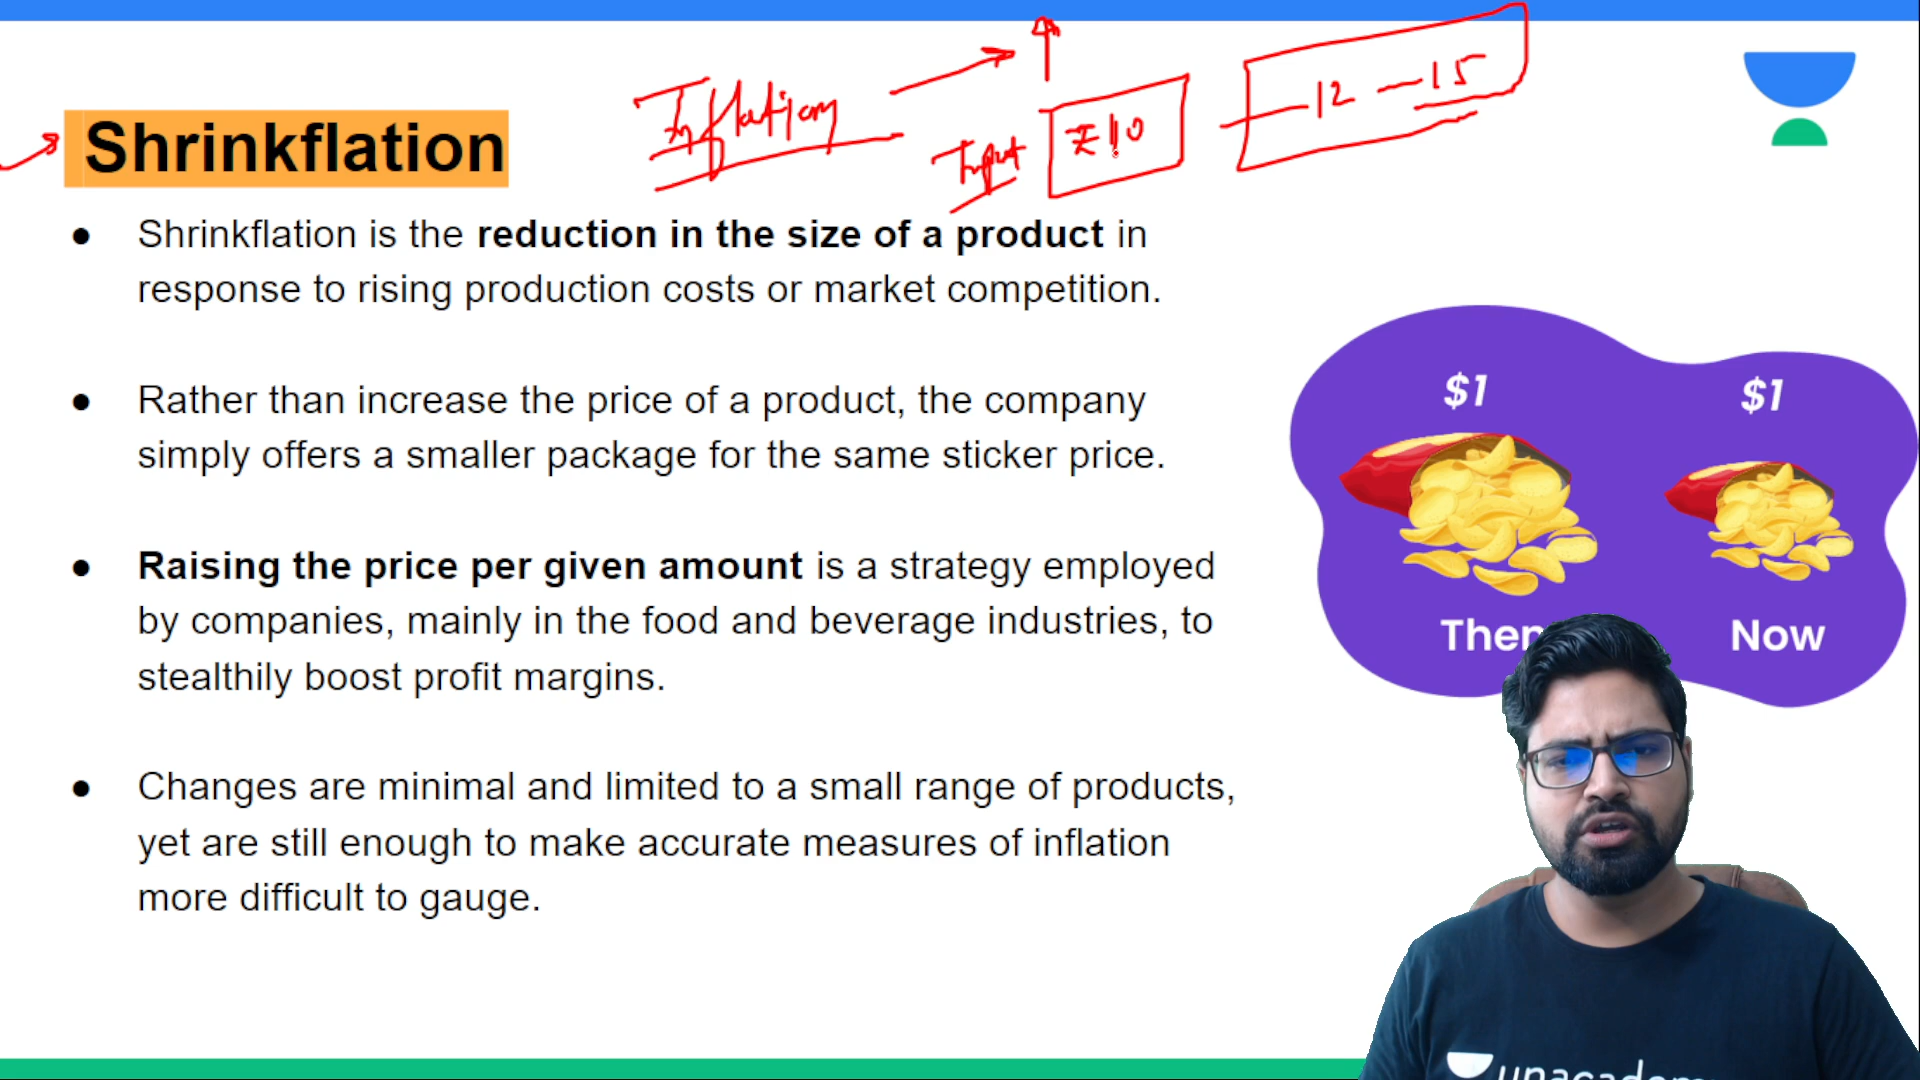 Inflation
Input ₹10 - 12 - 15
Shrinkflation
● Shrinkflation is the reduction in the size of a product in
response to rising production costs or market competition.
● Rather than increase the price of a product, the company
simply offers a smaller package for the same sticker price.
● Raising the price per given amount is a strategy employed
by companies, mainly in the food and beverage industries, to
stealthily boost profit margins.
● Changes are minimal and limited to a small range of products,
yet are still enough to make accurate measures of inflation
more difficult to gauge.
$1 $1
Then Now
unacademy